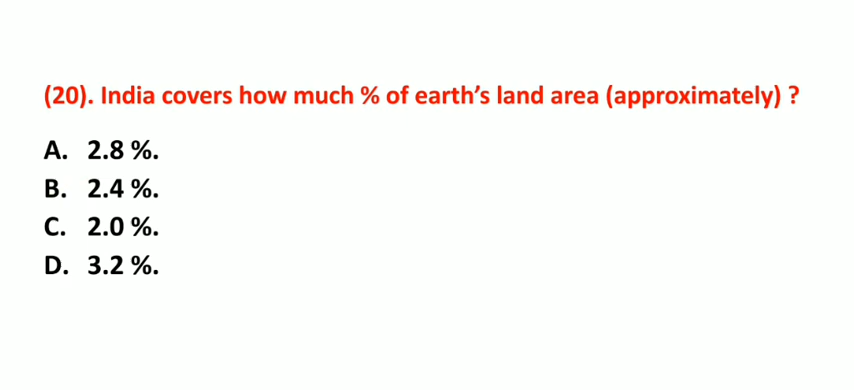 (20). India covers how much % of earth’s land area (approximately) ?
A. 2.8 %.
B. 2.4 %.
C. 2.0 %.
D. 3.2 %.